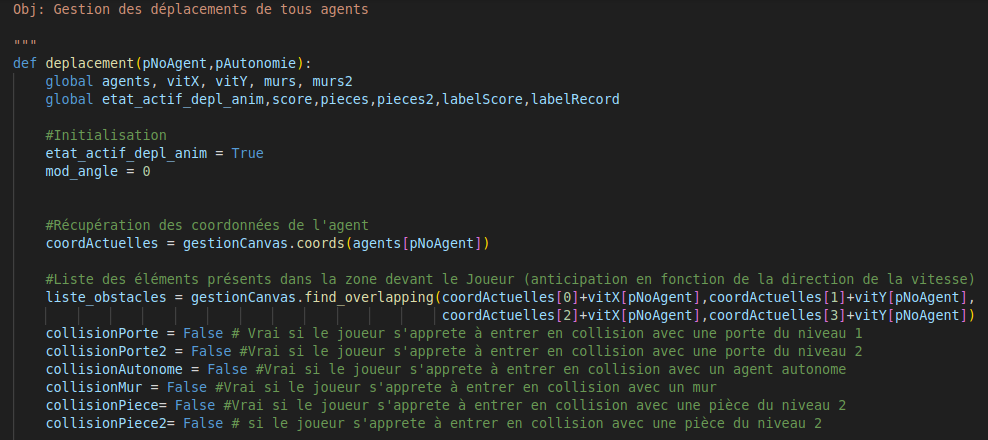 Obj: Gestion des déplacements de tous agents
"""
def deplacement(pNoAgent,pAutonomie):
global agents, vitX, vitY, murs, murs2
global etat_actif_depl_anim,score,pieces,pieces2,labelScore,labelRecord
#Initialisation
etat_actif_depl_anim = True
mod_angle = 0
#Récupération des coordonnées de l'agent
coordActuelles = gestionCanvas.coords(agents[pNoAgent])
#Liste des éléments présents dans la zone devant le Joueur (anticipation en fonction de la direction de la vitesse)
liste_obstacles = gestionCanvas.find_overlapping(coordActuelles[0]+vitX[pNoAgent],coordActuelles[1]+vitY[pNoAgent],
coordActuelles[2]+vitX[pNoAgent],coordActuelles[3]+vitY[pNoAgent])
collisionPorte = False # Vrai si le joueur s'apprete à entrer en collision avec une porte du niveau 1
collisionPorte2 = False #Vrai si le joueur s'apprete à entrer en collision avec une porte du niveau 2
collisionAutonome = False #Vrai si le joueur s'apprete à entrer en collision avec un agent autonome
collisionMur = False #Vrai si le joueur s'apprete à entrer en collision avec un mur
collisionPiece= False #Vrai si le joueur s'apprete à entrer en collision avec une pièce du niveau 2
collisionPiece2= False # si le joueur s'apprete à entrer en collision avec une pièce du niveau 2